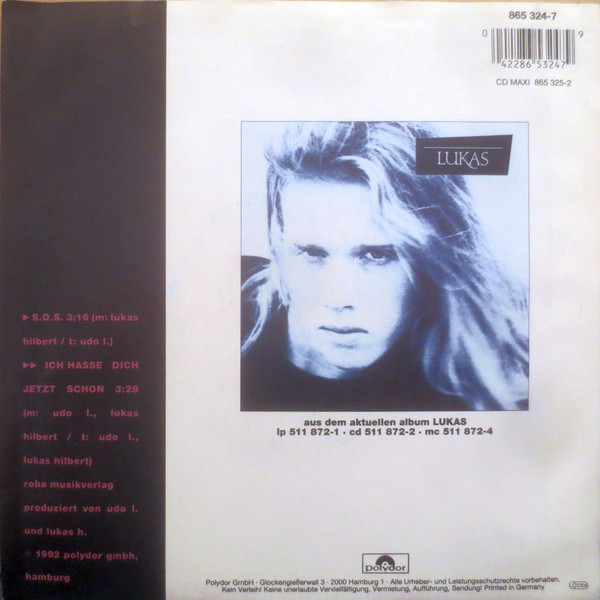 865 324-7
0 42286 53247 9
CD MAXI 865 325-2
LUKAS
▶ S.O.S. 3:16 (m: lukas
hilbert / t: udo l.)
▶▶ ICH HASSE DICH
JETZT SCHON 3:28
(m: udo l., lukas
hilbert / t: udo l.,
lukas hilbert)
roba musikverlag
produziert von udo l.
und lukas h.
℗ 1992 polydor gmbh,
hamburg
aus dem aktuellen album LUKAS
lp 511 872-1 · cd 511 872-2 · mc 511 872-4
polydor
Polydor GmbH · Glockengießerwall 3 · 2000 Hamburg 1 · Alle Urheber- und Leistungsschutzrechte vorbehalten.
Kein Verleih! Keine unerlaubte Vervielfältigung, Vermietung, Aufführung, Sendung! Printed in Germany